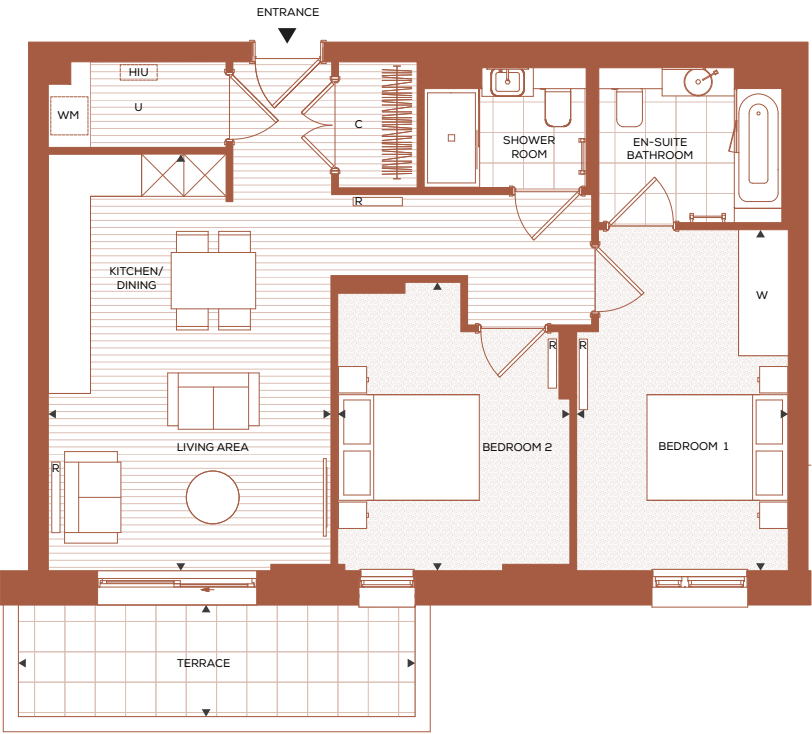 ENTRANCE
HIU
WM
U
C
SHOWER
ROOM
EN-SUITE
BATHROOM
R
KITCHEN/
DINING
W
R
R
LIVING AREA
BEDROOM 2
BEDROOM 1
R
TERRACE